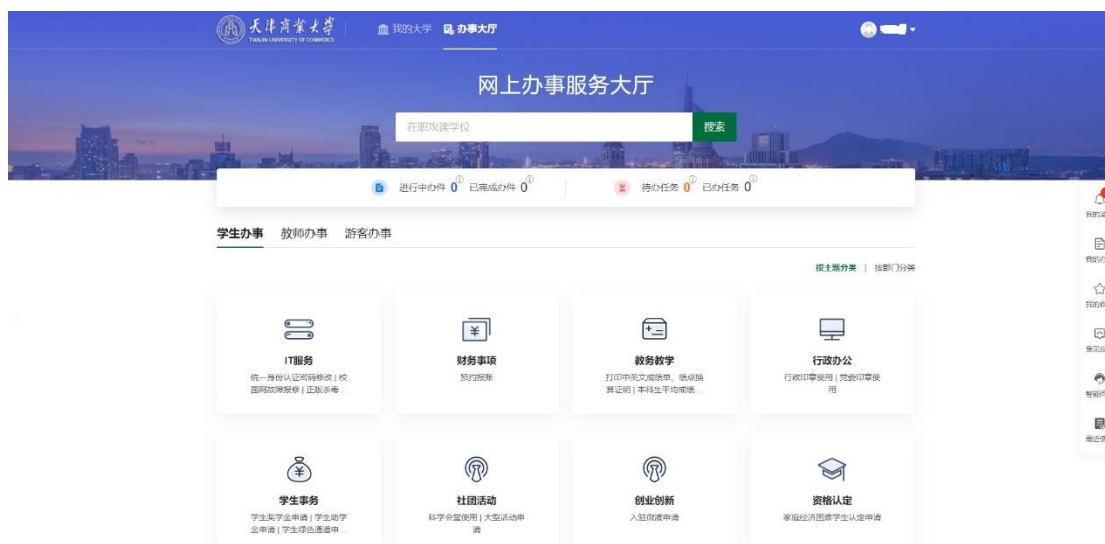 天津商业大学
TIANJIN UNIVERSITY OF COMMERCE
我的大学 办事大厅
网上办事服务大厅
在职攻读学位
搜索
进行中办件 0 已完成办件 0
待办任务 0 已办任务 0
学生办事 教师办事 游客办事
按主题分类 | 按部门分类
IT服务
统一身份认证密码修改 | 校
园网故障报修 | 正版杀毒...
财务事项
预约报账
教务教学
打印中英文成绩单、绩点换
算证明 | 本科生平均成绩...
行政办公
行政印章使用 | 党委印章使
用
学生事务
学生奖学金申请 | 学生助学
金申请 | 学生绿色通道申...
社团活动
科学会堂使用 | 大型活动申
请
创业创新
入驻微渡申请
资格认定
家庭经济困难学生认定申请